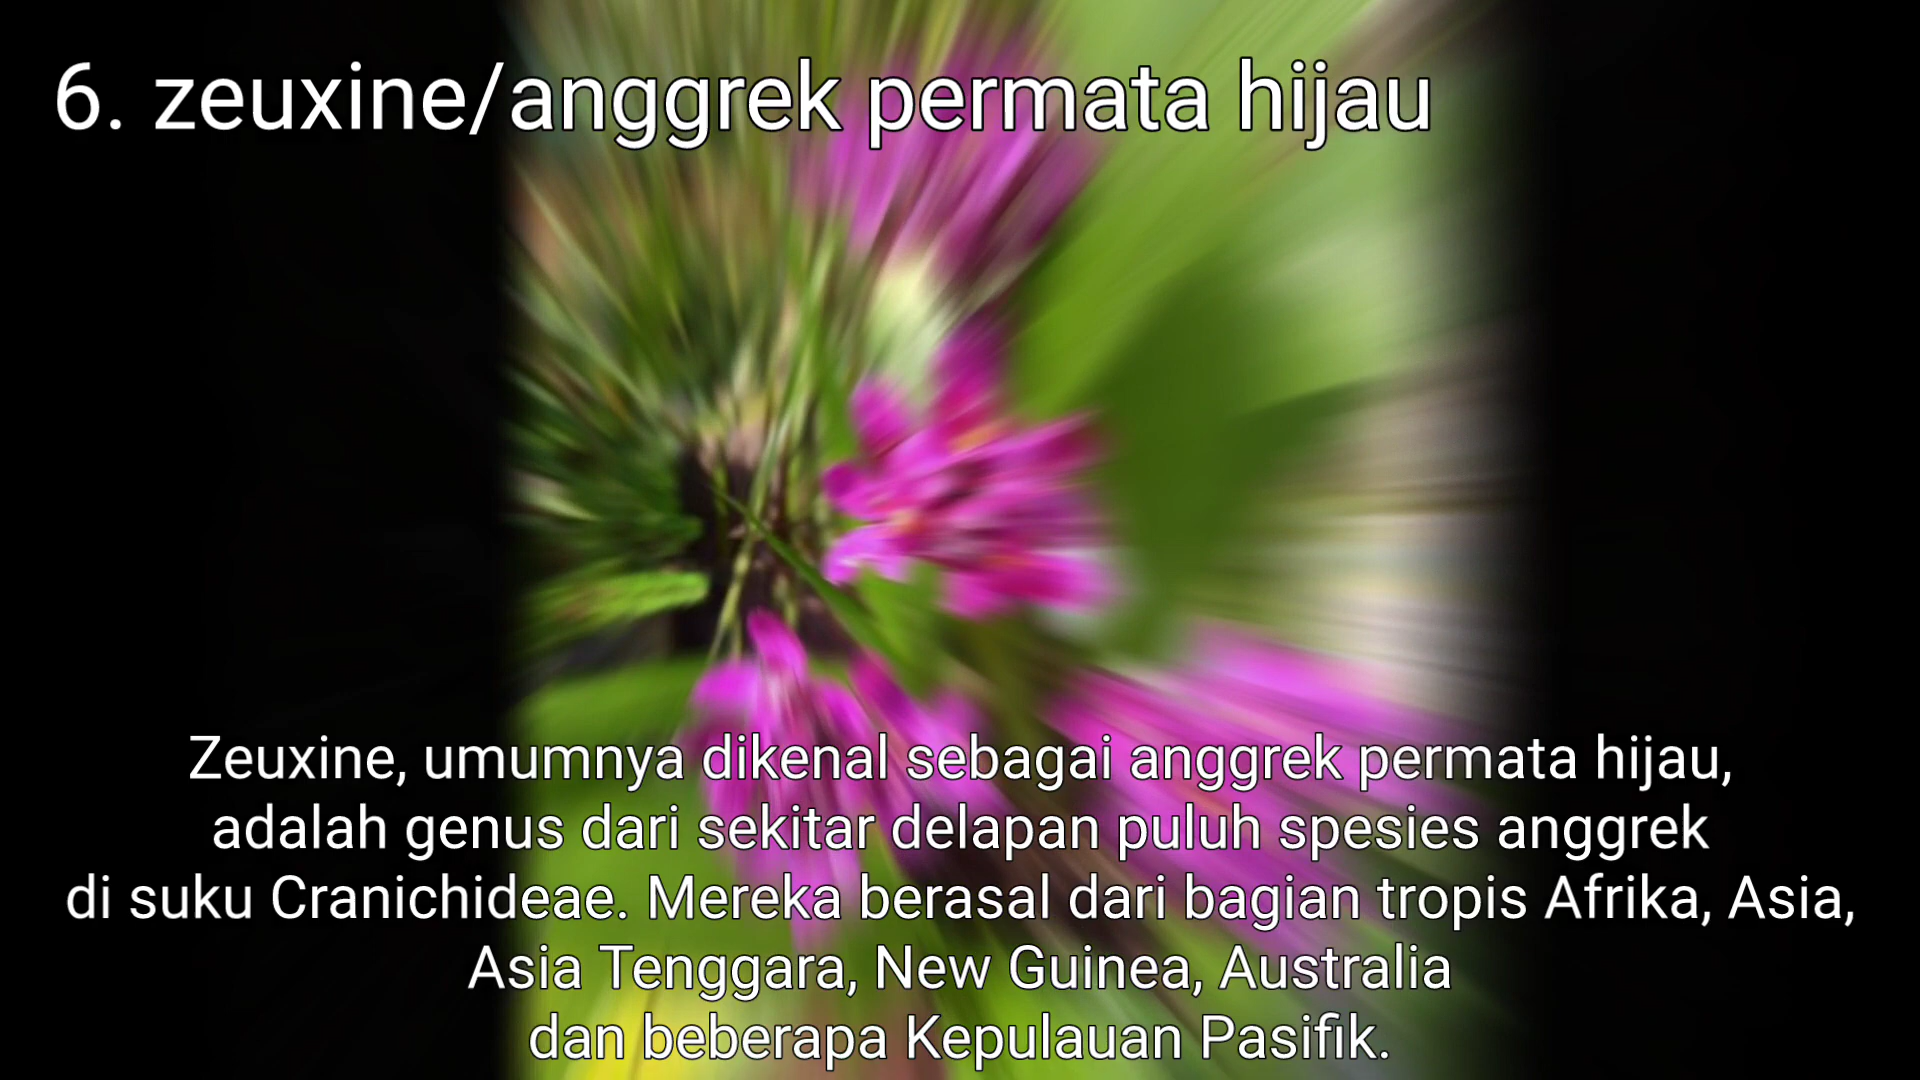 6. zeuxine/anggrek permata hijau
Zeuxine, umumnya dikenal sebagai anggrek permata hijau,
adalah genus dari sekitar delapan puluh spesies anggrek
di suku Cranichideae. Mereka berasal dari bagian tropis Afrika, Asia,
Asia Tenggara, New Guinea, Australia
dan beberapa Kepulauan Pasifik.